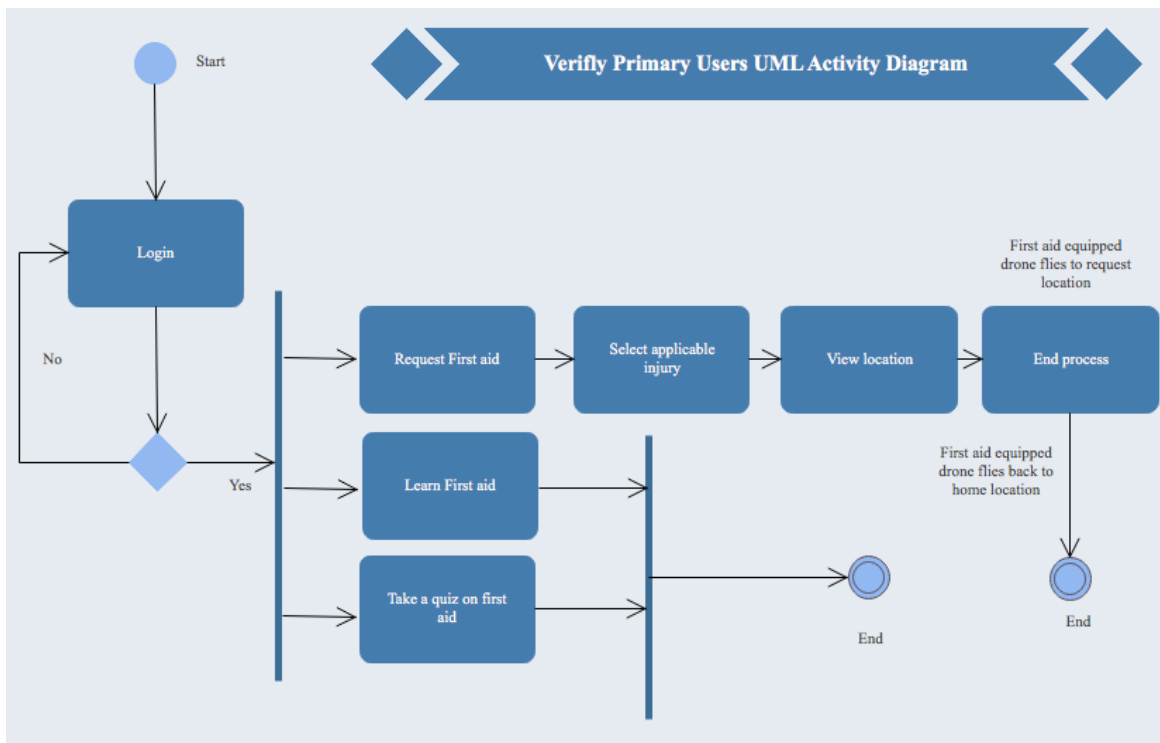 Start
Verifly Primary Users UML Activity Diagram
Login
No
Yes
Request First aid
Select applicable
injury
View location
First aid equipped
drone flies to request
location
End process
Learn First aid
First aid equipped
drone flies back to
home location
Take a quiz on first
aid
End
End